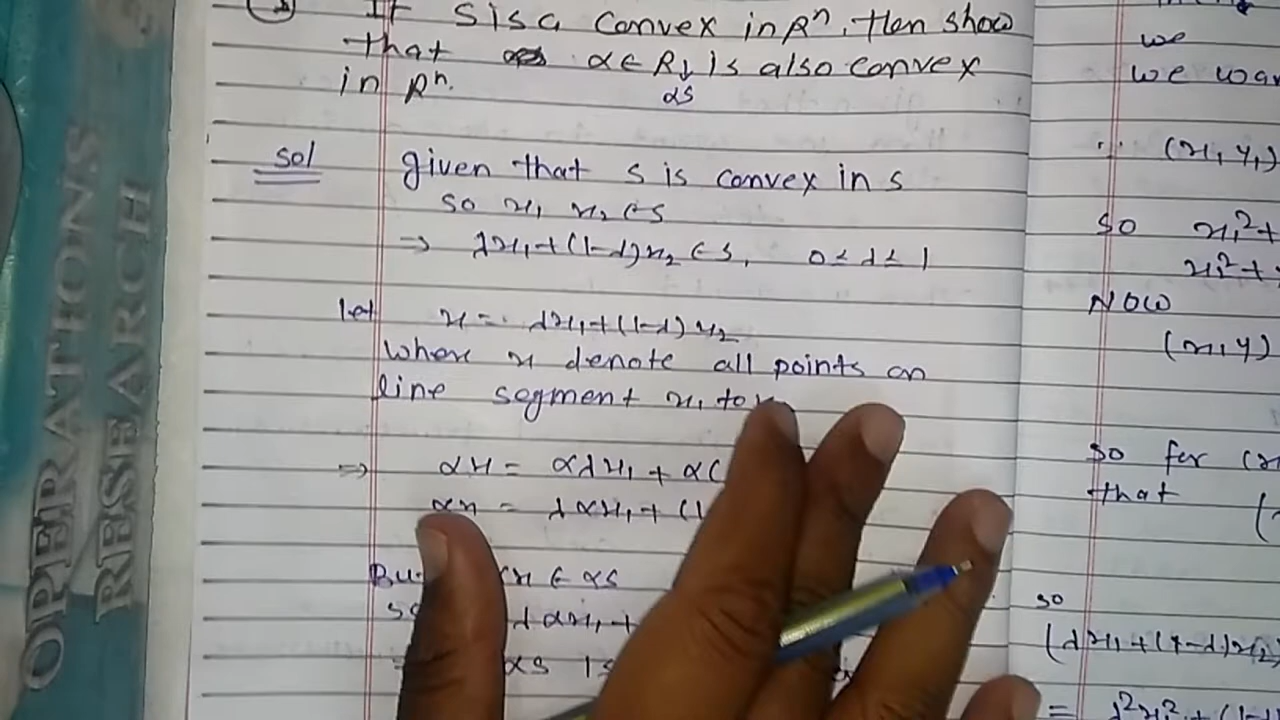 If S is a convex in Rⁿ, then show
that α ∈ R, is also convex
αS
in Rⁿ.
Sol given that S is convex in S
so x₁ x₂ ∈ S
⇒ λx₁ + (1-λ)x₂ ∈ S, 0 ≤ λ ≤ 1
let x = λx₁ + (1-λ)x₂
where x denote all points on
line segment x₁ to
⇒ αx = αλx₁ + α(
αx = λαx₁ + (1
∈ αS
λαx₁ +
αS is
we
we
(x₁, y₁)
so x₁² +
x₂² +
NOW
(x, y)
so for
that (
so
(λx₁ + (1-λ)x₂)
= λ²x₁² + (1-
OPERATIONS
RESEARCH